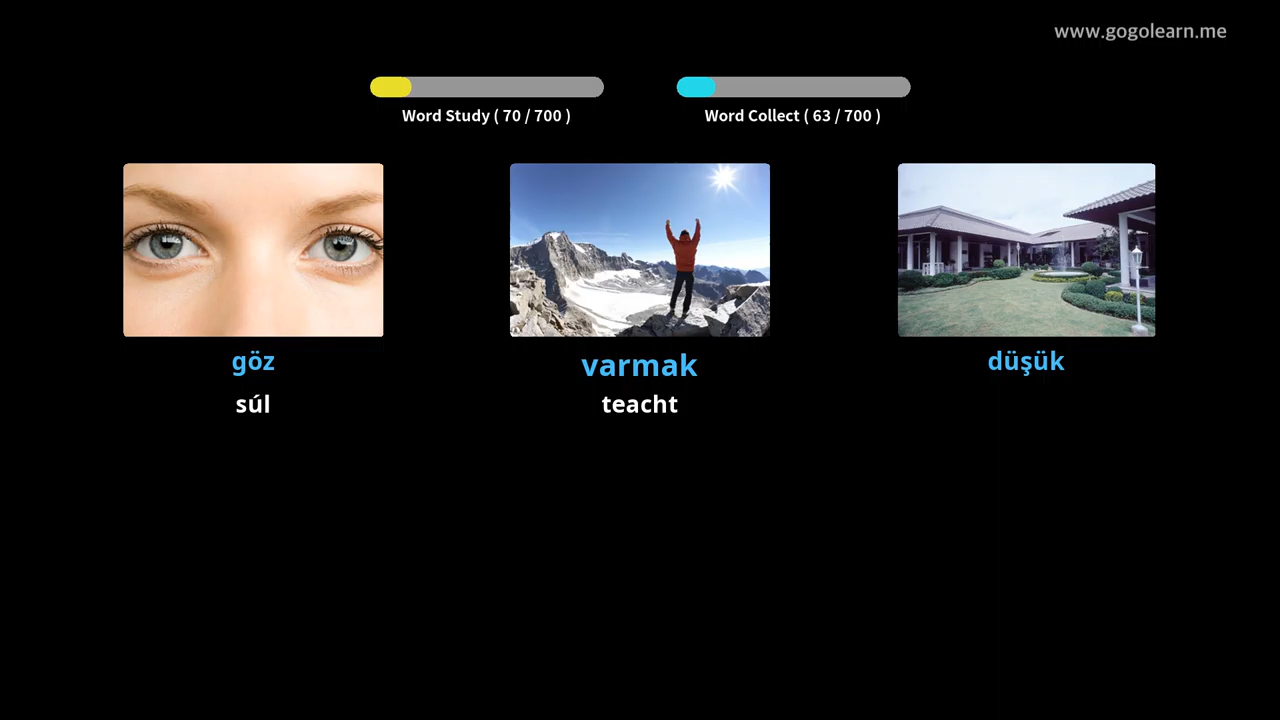 www.gogolearn.me
Word Study ( 70 / 700 )
Word Collect ( 63 / 700 )
göz
varmak
düşük
súl
teacht